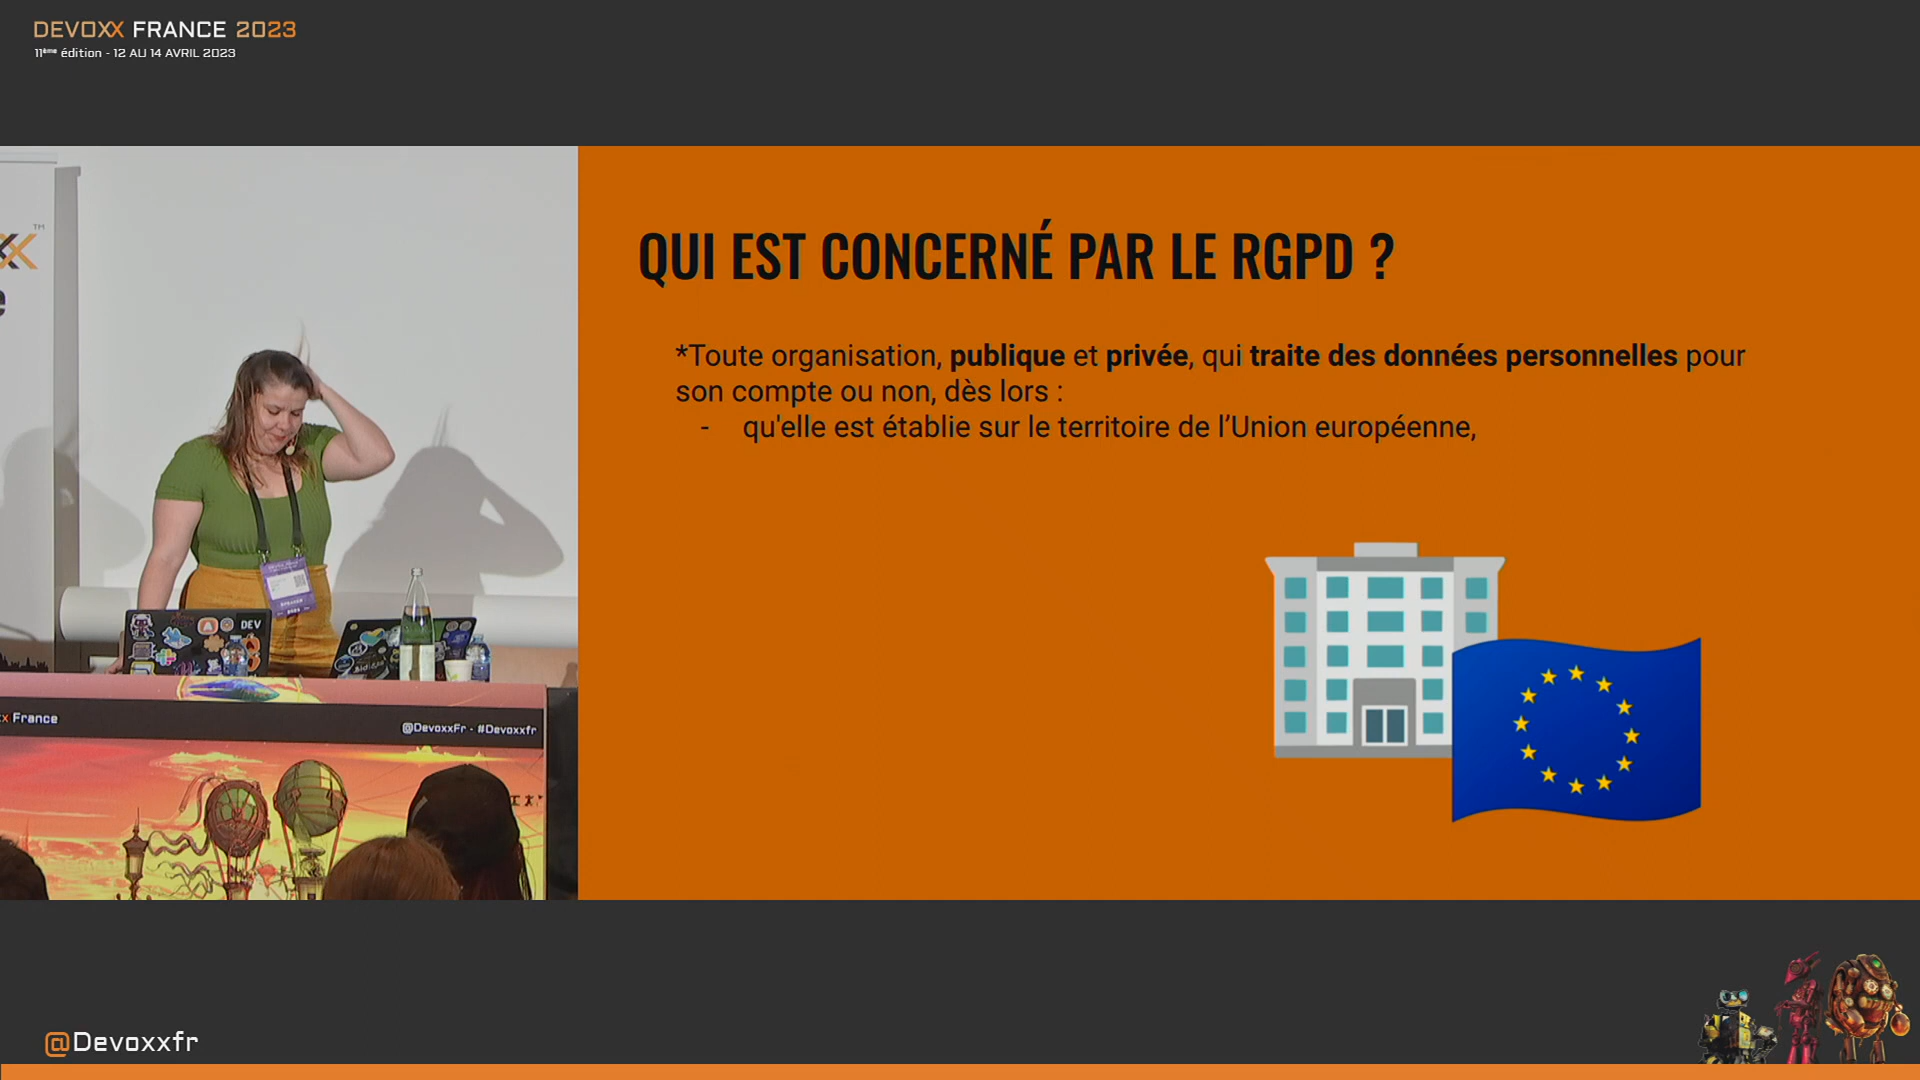 DEVOXX FRANCE 2023
11ème édition - 12 AU 14 AVRIL 2023
QUI EST CONCERNÉ PAR LE RGPD ?
*Toute organisation, publique et privée, qui traite des données personnelles pour
son compte ou non, dès lors :
- qu'elle est établie sur le territoire de l’Union européenne,
TM
DEV
x France
@DevoxxFr - #Devoxxfr
@Devoxxfr